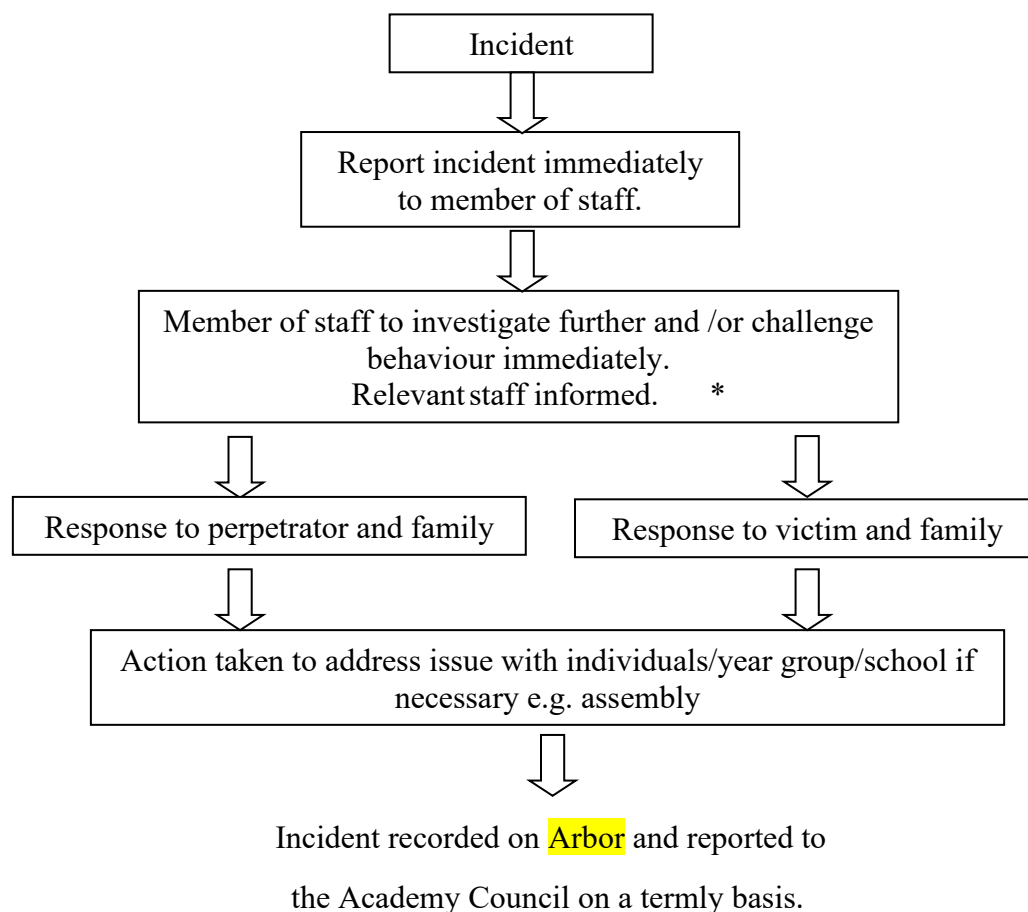 Incident
Report incident immediately
to member of staff.
Member of staff to investigate further and /or challenge
behaviour immediately.
Relevant staff informed. *
Response to perpetrator and family
Response to victim and family
Action taken to address issue with individuals/year group/school if
necessary e.g. assembly
Incident recorded on Arbor and reported to
the Academy Council on a termly basis.